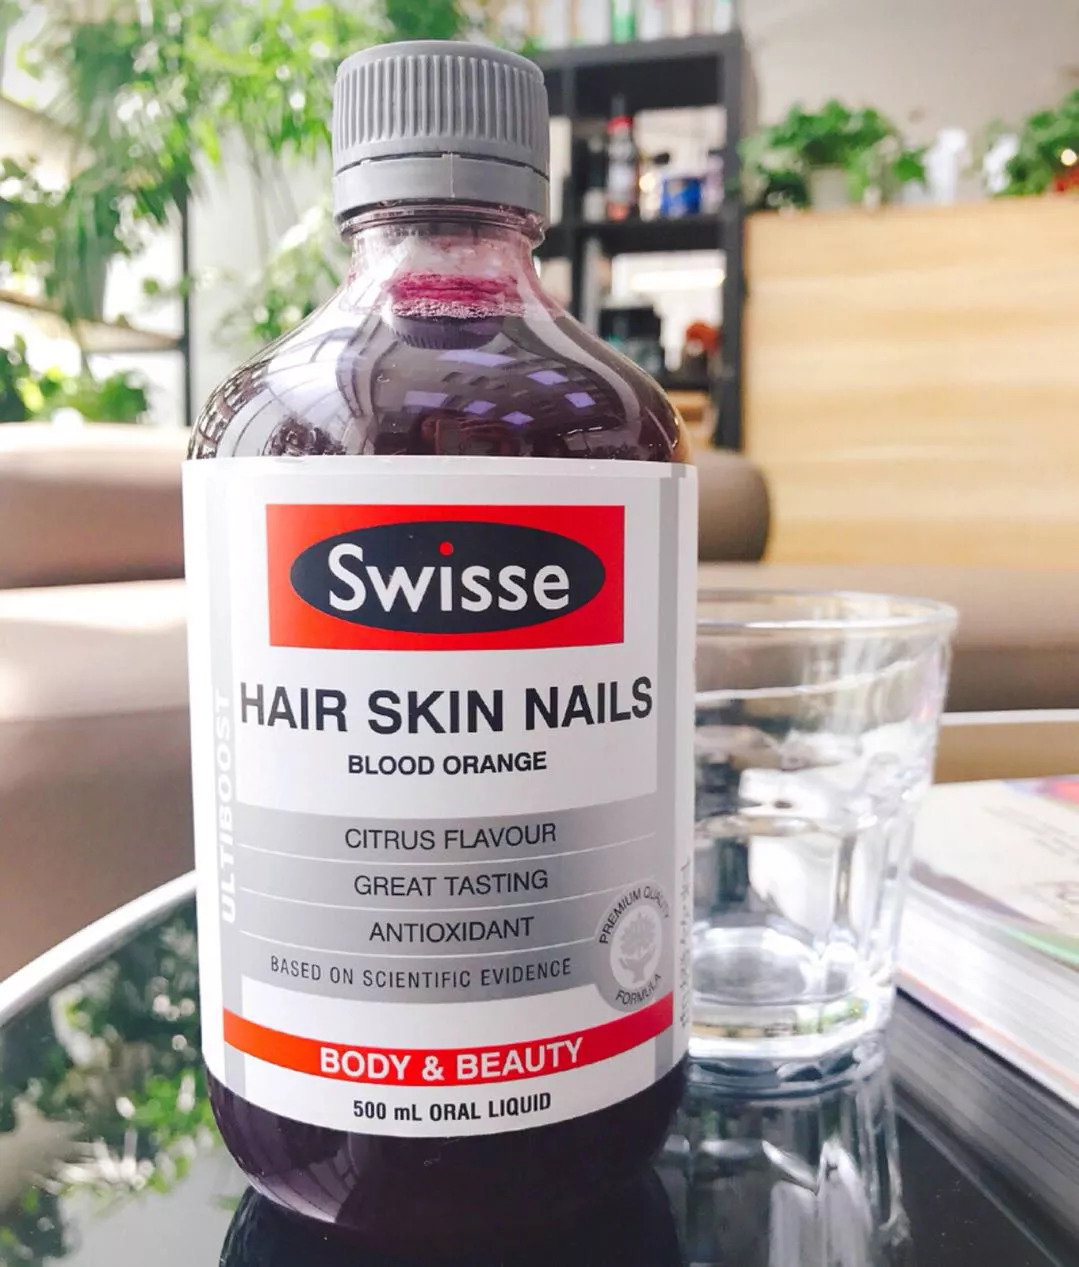 Swisse
HAIR SKIN NAILS
BLOOD ORANGE
ULTIBOOST
CITRUS FLAVOUR
GREAT TASTING
ANTIOXIDANT
BASED ON SCIENTIFIC EVIDENCE
PREMIUM QUALITY
FORMULA
BODY & BEAUTY
500 mL ORAL LIQUID